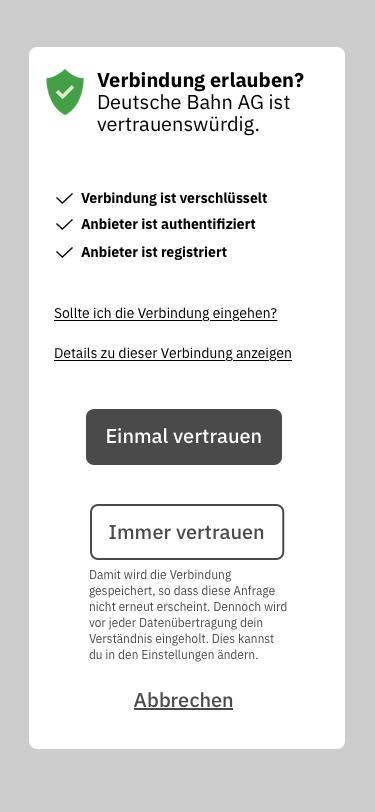 Verbindung erlauben?
Deutsche Bahn AG ist
vertrauenswürdig.
Verbindung ist verschlüsselt
Anbieter ist authentifiziert
Anbieter ist registriert
Sollte ich die Verbindung eingehen?
Details zu dieser Verbindung anzeigen
Einmal vertrauen
Immer vertrauen
Damit wird die Verbindung
gespeichert, so dass diese Anfrage
nicht erneut erscheint. Dennoch wird
vor jeder Datenübertragung dein
Verständnis eingeholt. Dies kannst
du in den Einstellungen ändern.
Abbrechen